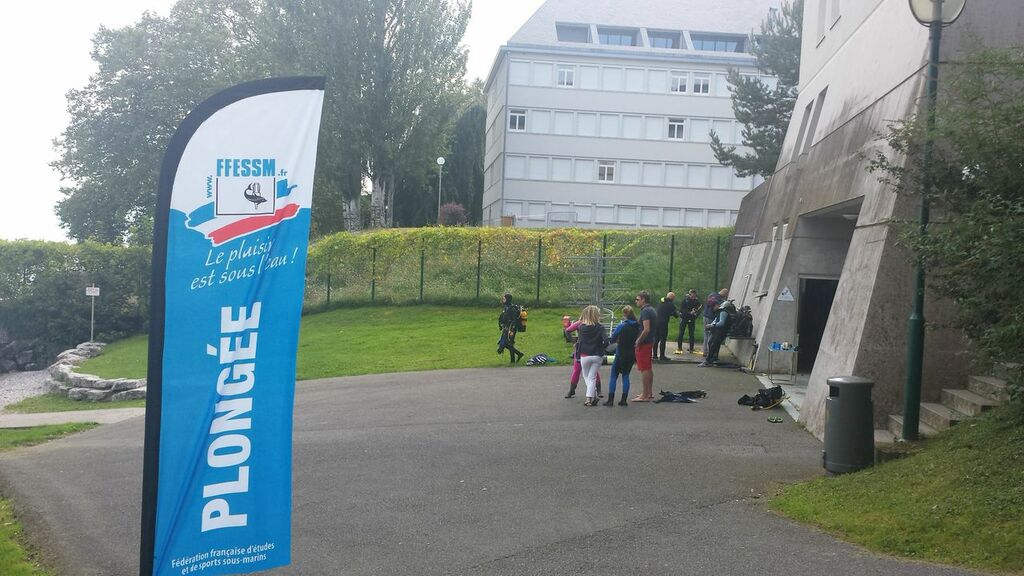 www.FFESSM.fr
Le plaisir
est sous l'eau !
PLONGÉE
Fédération française d'études
et de sports sous-marins